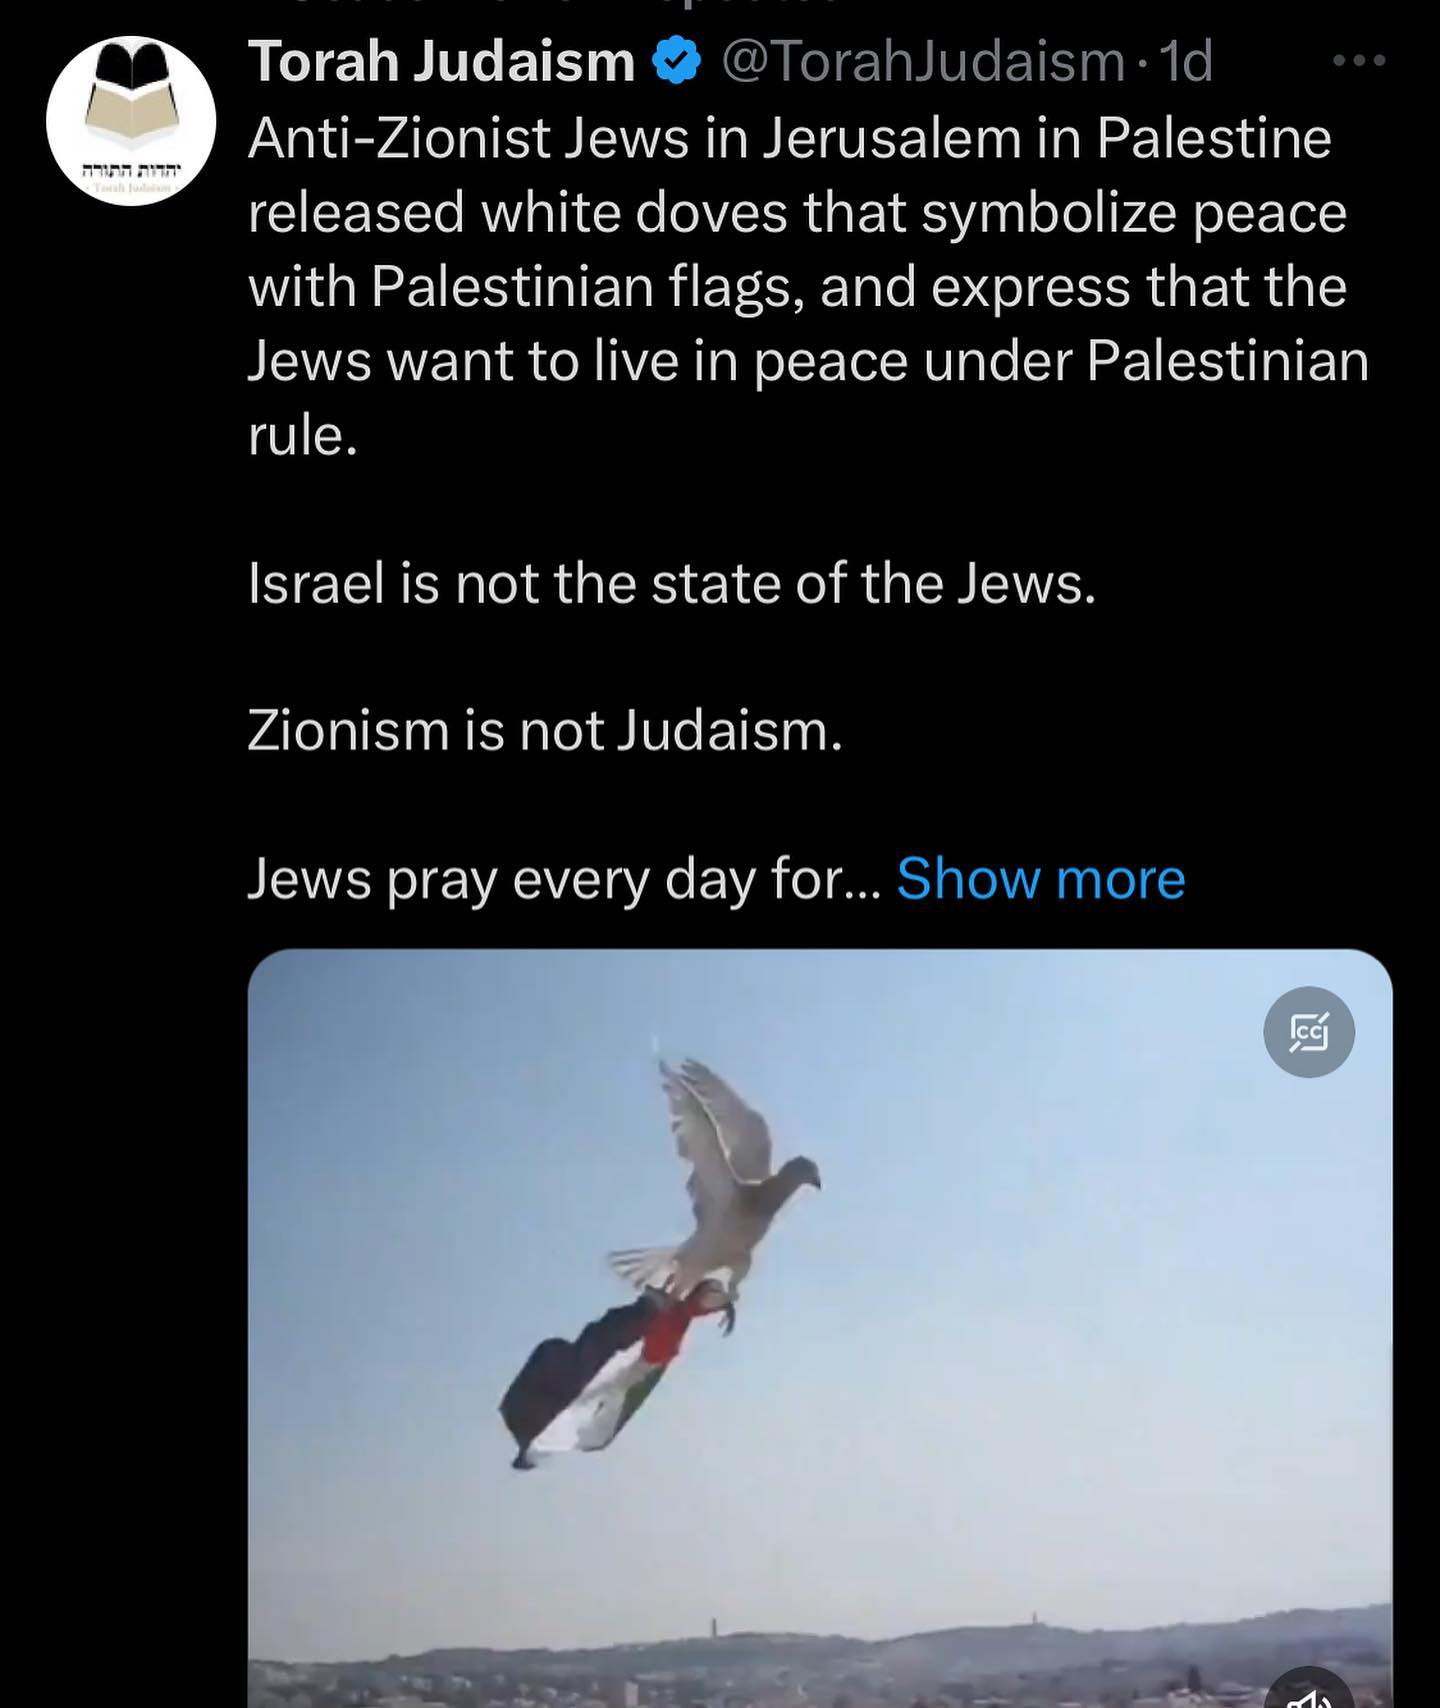 Torah Judaism @TorahJudaism · 1d
Anti-Zionist Jews in Jerusalem in Palestine
released white doves that symbolize peace
with Palestinian flags, and express that the
Jews want to live in peace under Palestinian
rule.
Israel is not the state of the Jews.
Zionism is not Judaism.
Jews pray every day for... Show more
יהדות התורה
- Torah Judaism -
CC